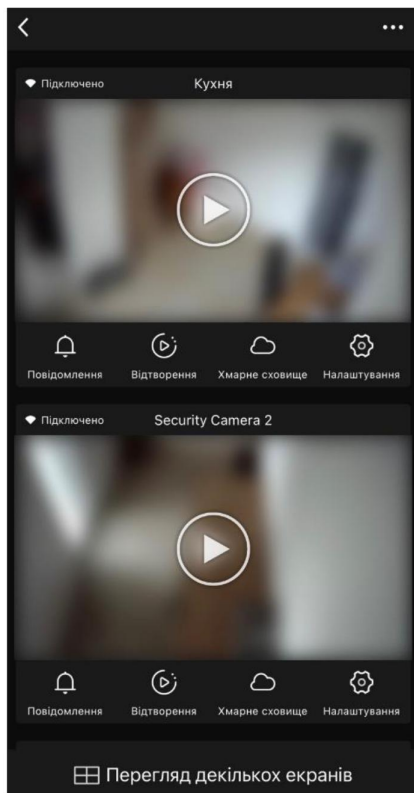 Підключено
Кухня
Повідомлення
Відтворення
Хмарне сховище
Налаштування
Підключено
Security Camera 2
Повідомлення
Відтворення
Хмарне сховище
Налаштування
Перегляд декількох екранів